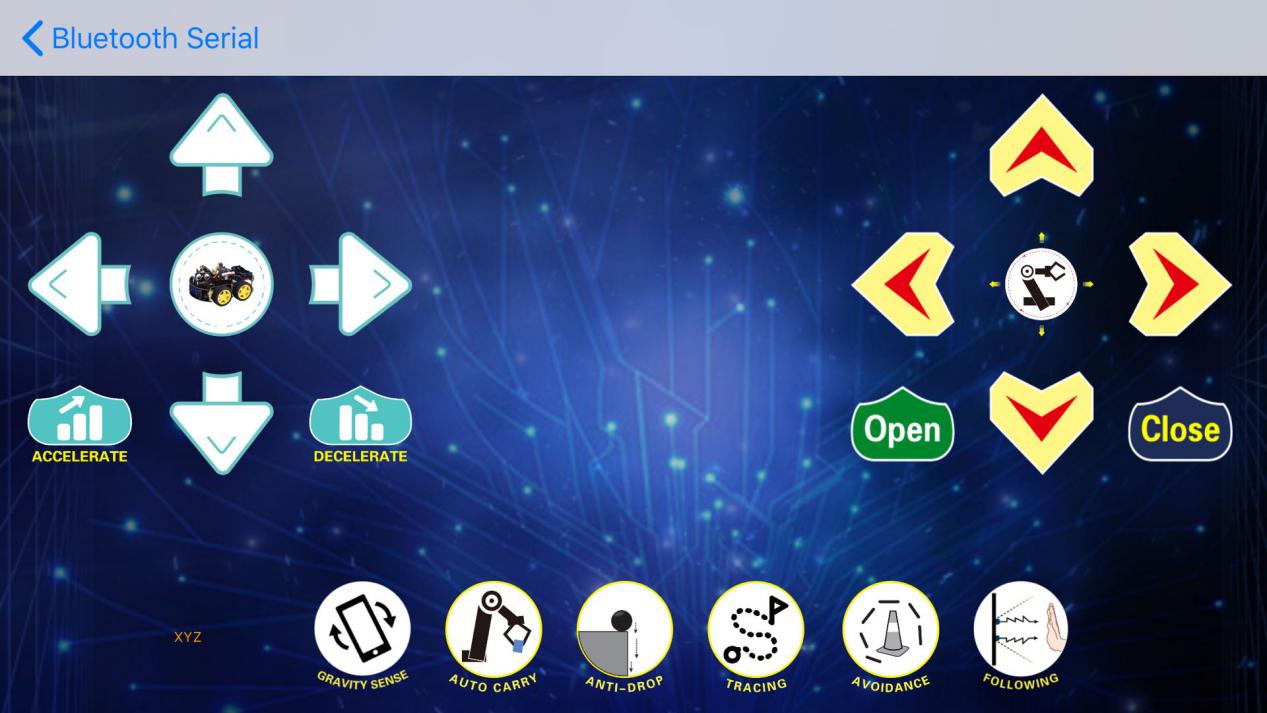 Bluetooth Serial
ACCELERATE
DECELERATE
Open
Close
XYZ
GRAVITY SENSE
AUTO CARRY
ANTI-DROP
TRACING
AVOIDANCE
FOLLOWING